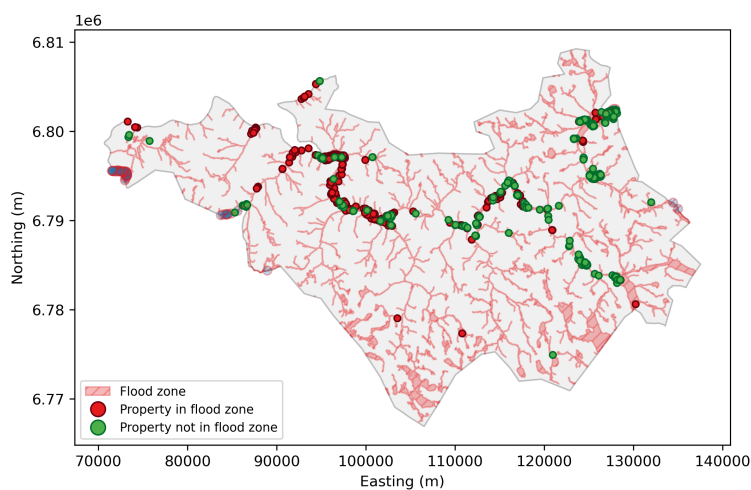 1e6
6.81
6.80
6.79
6.78
6.77
Northing (m)
Flood zone
Property in flood zone
Property not in flood zone
70000 80000 90000 100000 110000 120000 130000 140000
Easting (m)